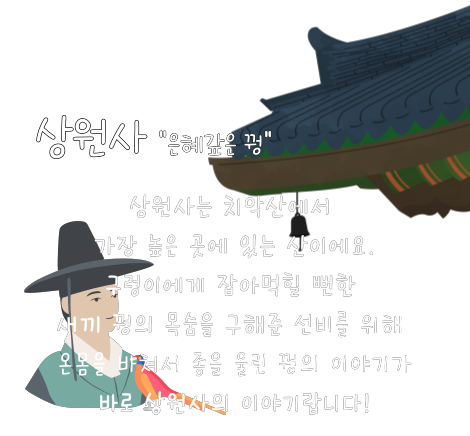 상원사 "은혜갚은 꿩"
상원사는 치악산에서
가장 높은 곳에 있는 산이에요.
구렁이에게 잡아먹힐 뻔한
새끼 꿩의 목숨을 구해준 선비를 위해
온몸을 바쳐서 종을 울린 꿩의 이야기가
바로 상원사의 이야기랍니다!